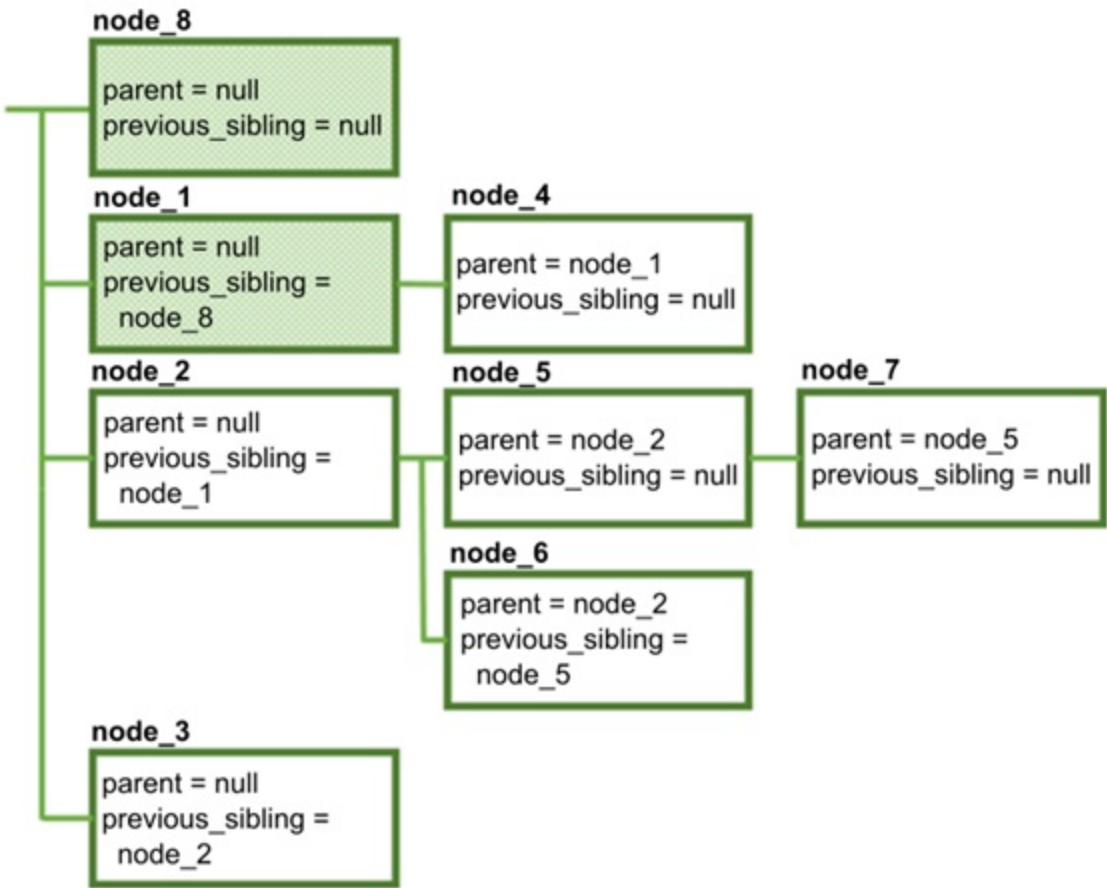 node_8
parent = null
previous_sibling = null
node_1
parent = null
previous_sibling =
node_8
node_4
parent = node_1
previous_sibling = null
node_2
parent = null
previous_sibling =
node_1
node_5
parent = node_2
previous_sibling = null
node_7
parent = node_5
previous_sibling = null
node_6
parent = node_2
previous_sibling =
node_5
node_3
parent = null
previous_sibling =
node_2